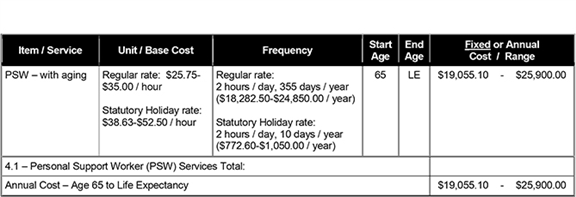 Item / Service Unit / Base Cost Frequency Start Age End Age Fixed or Annual Cost / Range
PSW – with aging
Regular rate: $25.75-
$35.00 / hour
Statutory Holiday rate:
$38.63-$52.50 / hour
Regular rate:
2 hours / day, 355 days / year
($18,282.50-$24,850.00 / year)
Statutory Holiday rate:
2 hours / day, 10 days / year
($772.60-$1,050.00 / year)
65
LE
$19,055.10 - $25,900.00
4.1 – Personal Support Worker (PSW) Services Total:
Annual Cost – Age 65 to Life Expectancy $19,055.10 - $25,900.00